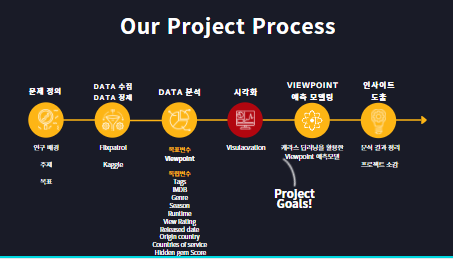 Our Project Process
문제 정의
DATA 수집
DATA 정제
DATA 분석
시각화
VIEWPOINT
예측 모델링
인사이트
도출
연구 배경
주제
목표
Flixpatrol
Kaggle
목표변수
Viewpoint
독립변수
Tags
IMDB
Genre
Season
Runtime
View Rating
Released date
Origin country
Countries of service
Hidden gem Score
Visulaovation
케라스 딥러닝을 활용한
Viewpoint 예측모델
Project
Goals!
분석 결과 정리
프로젝트 소감